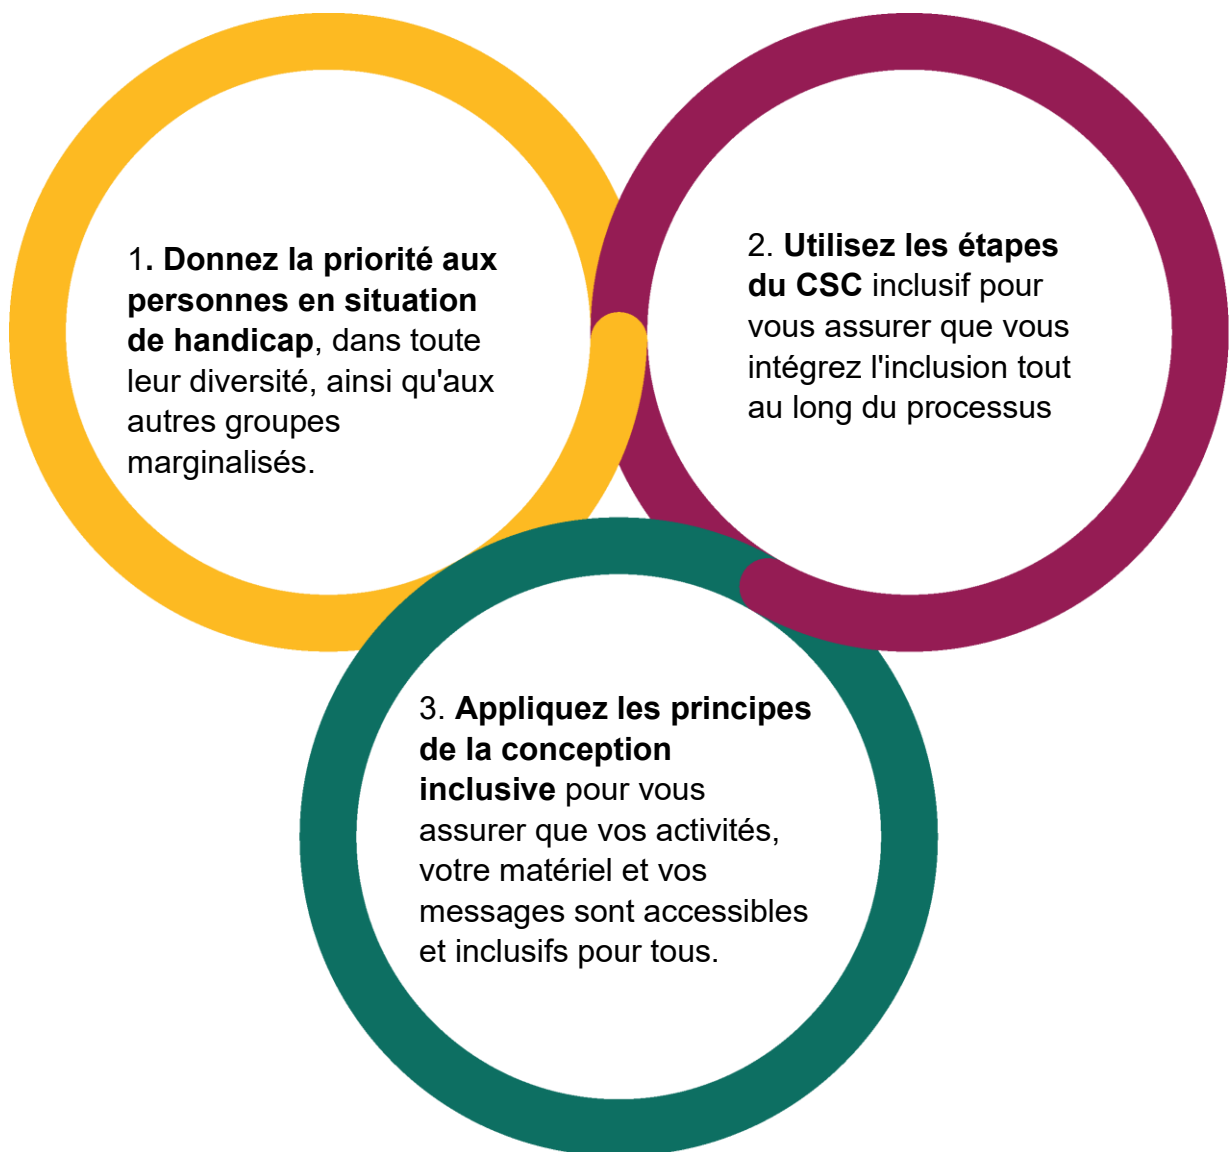 1. Donnez la priorité aux
personnes en situation
de handicap, dans toute
leur diversité, ainsi qu'aux
autres groupes
marginalisés.
2. Utilisez les étapes
du CSC inclusif pour
vous assurer que vous
intégrez l'inclusion tout
au long du processus
3. Appliquez les principes
de la conception
inclusive pour vous
assurer que vos activités,
votre matériel et vos
messages sont accessibles
et inclusifs pour tous.